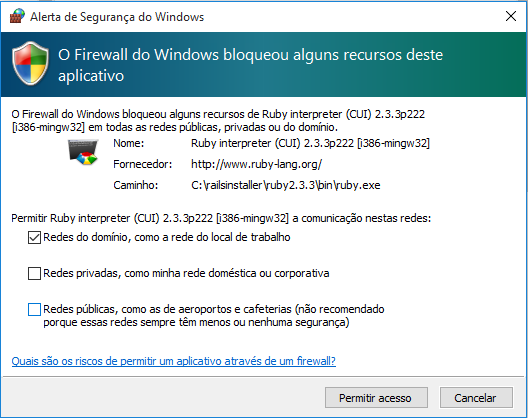 Alerta de Segurança do Windows
O Firewall do Windows bloqueou alguns recursos deste
aplicativo
O Firewall do Windows bloqueou alguns recursos de Ruby interpreter (CUI) 2.3.3p222
[i386-mingw32] em todas as redes públicas, privadas ou do domínio.
Nome: Ruby interpreter (CUI) 2.3.3p222 [i386-mingw32]
Fornecedor: http://www.ruby-lang.org/
Caminho: C:\railsinstaller\ruby2.3.3\bin\ruby.exe
Permitir Ruby interpreter (CUI) 2.3.3p222 [i386-mingw32] a comunicação nestas redes:
Redes do domínio, como a rede do local de trabalho
Redes privadas, como minha rede doméstica ou corporativa
Redes públicas, como as de aeroportos e cafeterias (não recomendado
porque essas redes sempre têm menos ou nenhuma segurança)
Quais são os riscos de permitir um aplicativo através de um firewall?
Permitir acesso Cancelar